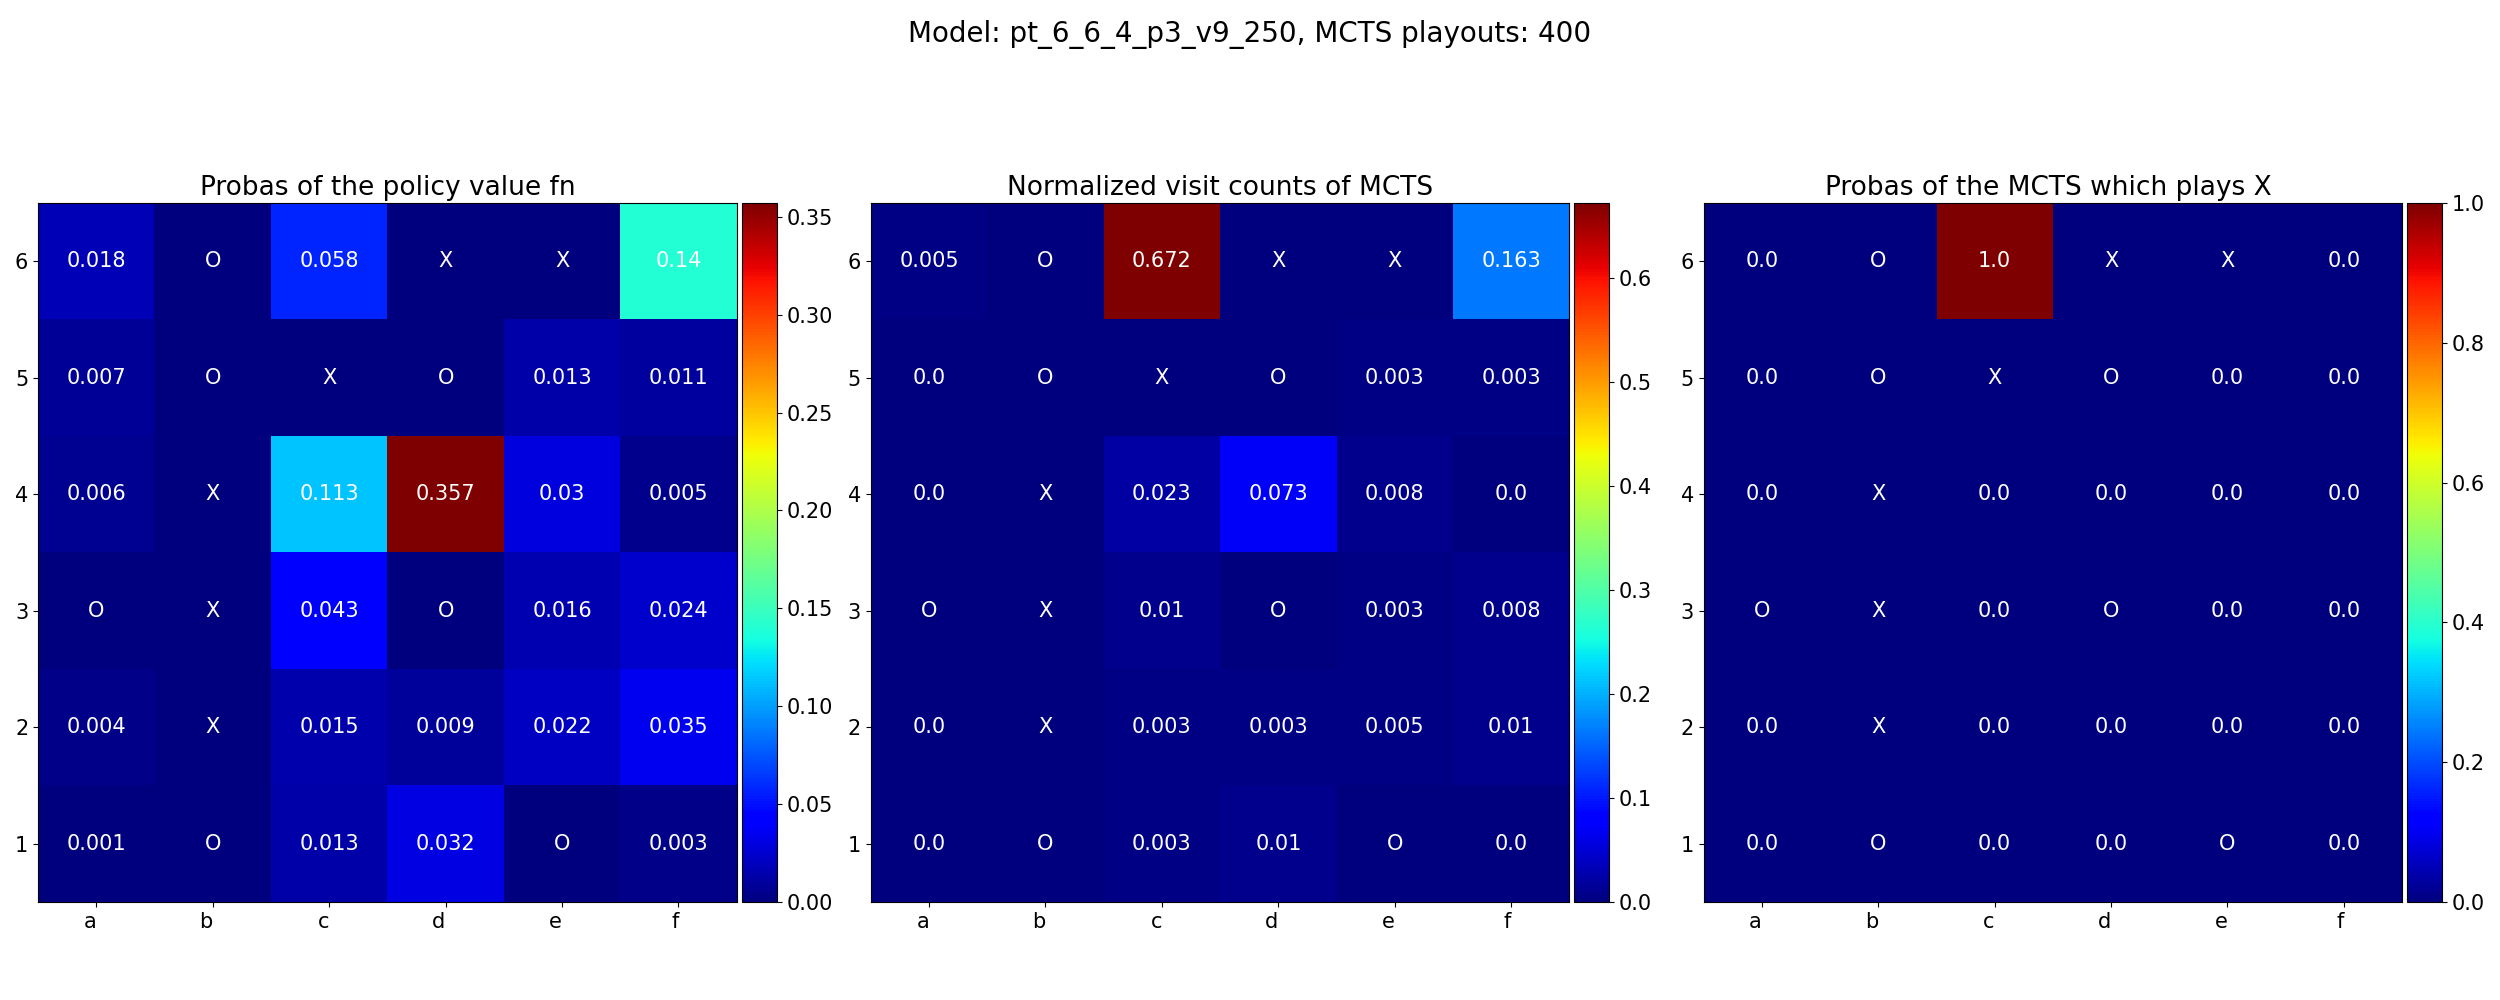 Model: pt_6_6_4_p3_v9_250, MCTS playouts: 400
Probas of the policy value fn
6 0.018 O 0.058 X X 0.14
5 0.007 O X O 0.013 0.011
4 0.006 X 0.113 0.357 0.03 0.005
3 O X 0.043 O 0.016 0.024
2 0.004 X 0.015 0.009 0.022 0.035
1 0.001 O 0.013 0.032 O 0.003
a b c d e f
0.35
0.30
0.25
0.20
0.15
0.10
0.05
0.00
Normalized visit counts of MCTS
6 0.005 O 0.672 X X 0.163
5 0.0 O X O 0.003 0.003
4 0.0 X 0.023 0.073 0.008 0.0
3 O X 0.01 O 0.003 0.008
2 0.0 X 0.003 0.003 0.005 0.01
1 0.0 O 0.003 0.01 O 0.0
a b c d e f
0.6
0.5
0.4
0.3
0.2
0.1
0.0
Probas of the MCTS which plays X
6 0.0 O 1.0 X X 0.0
5 0.0 O X O 0.0 0.0
4 0.0 X 0.0 0.0 0.0 0.0
3 O X 0.0 O 0.0 0.0
2 0.0 X 0.0 0.0 0.0 0.0
1 0.0 O 0.0 0.0 O 0.0
a b c d e f
1.0
0.8
0.6
0.4
0.2
0.0